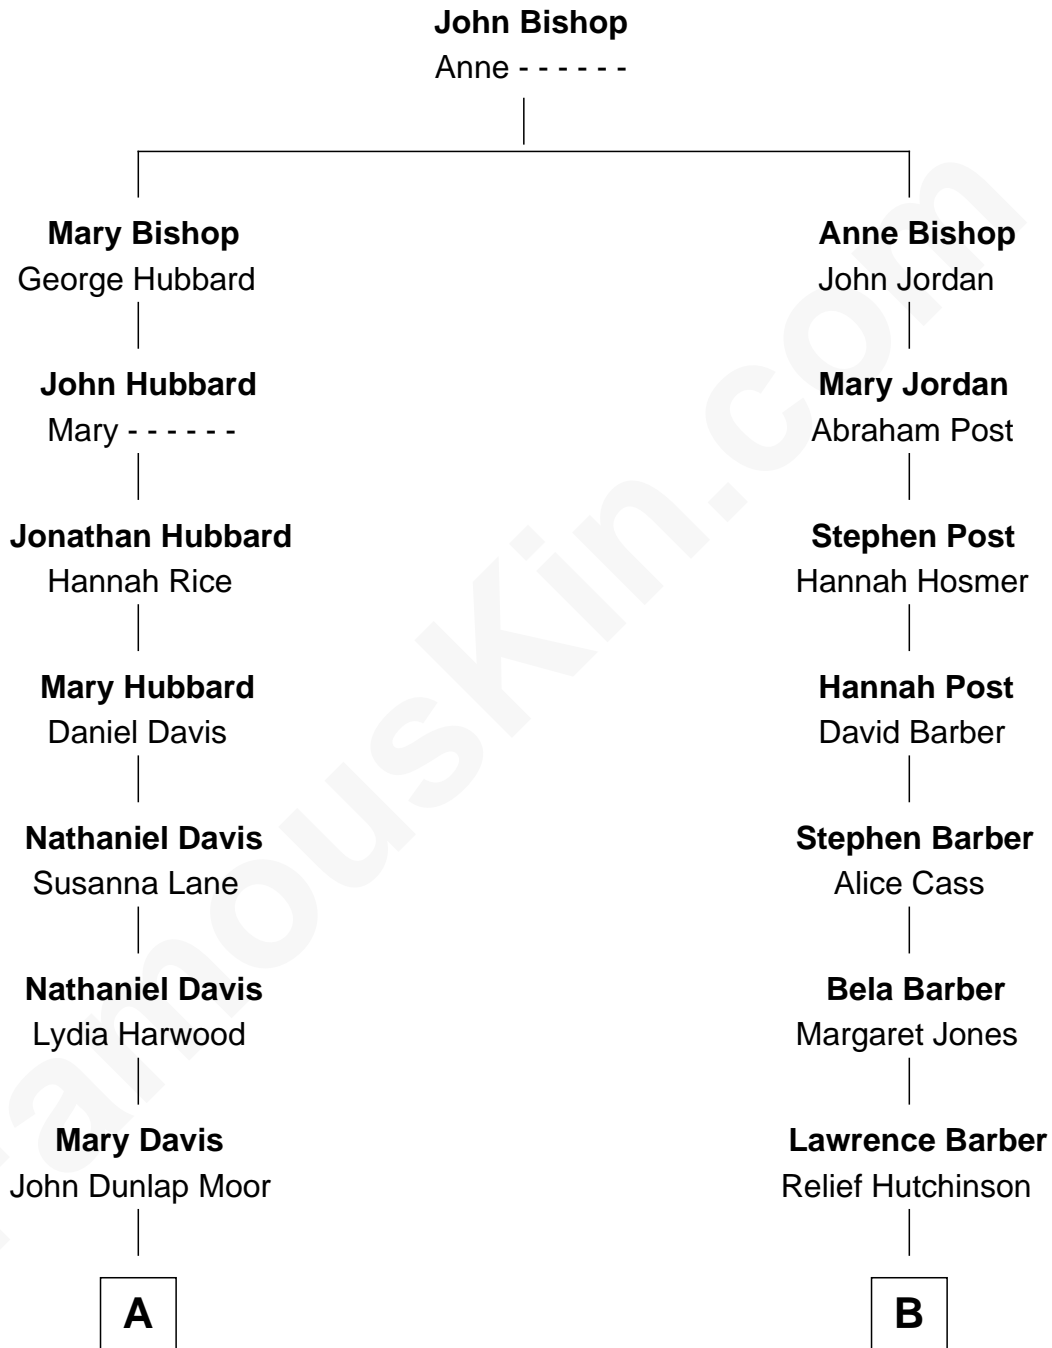 John Bishop
Anne - - - - - -
Mary Bishop
George Hubbard
Anne Bishop
John Jordan
John Hubbard
Mary - - - - - -
Mary Jordan
Abraham Post
Jonathan Hubbard
Hannah Rice
Stephen Post
Hannah Hosmer
Mary Hubbard
Daniel Davis
Hannah Post
David Barber
Nathaniel Davis
Susanna Lane
Stephen Barber
Alice Cass
Nathaniel Davis
Lydia Harwood
Bela Barber
Margaret Jones
Mary Davis
John Dunlap Moor
Lawrence Barber
Relief Hutchinson
A
B
FamousKin.com